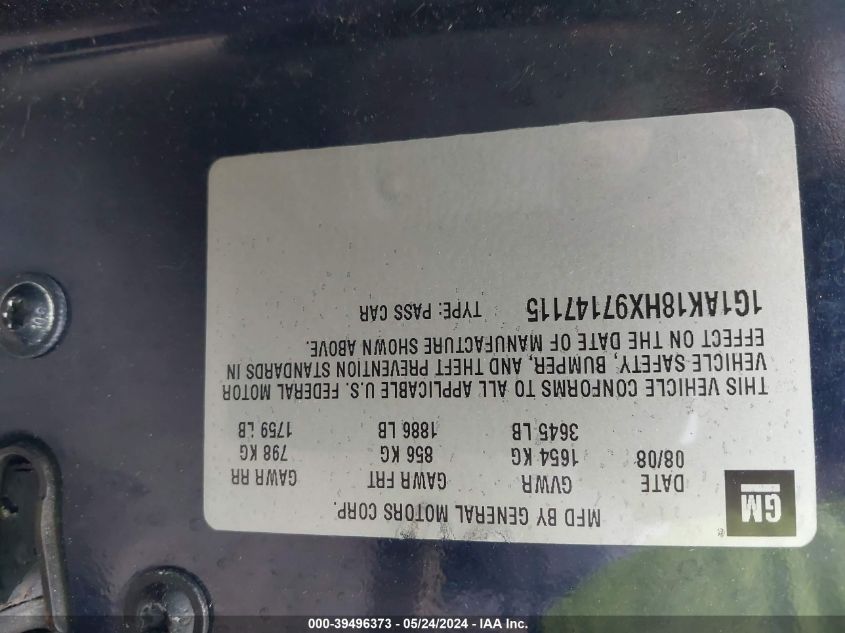 GM
MFD BY GENERAL MOTORS CORP.
DATE GVWR GAWR FRT GAWR RR
08/08 1654 KG 856 KG 798 KG
3645 LB 1886 LB 1759 LB
THIS VEHICLE CONFORMS TO ALL APPLICABLE U.S. FEDERAL MOTOR
VEHICLE SAFETY, BUMPER, AND THEFT PREVENTION STANDARDS IN
EFFECT ON THE DATE OF MANUFACTURE SHOWN ABOVE.
1G1AK18HX97147115 TYPE: PASS CAR
000-39496373 - 05/24/2024 - IAA Inc.